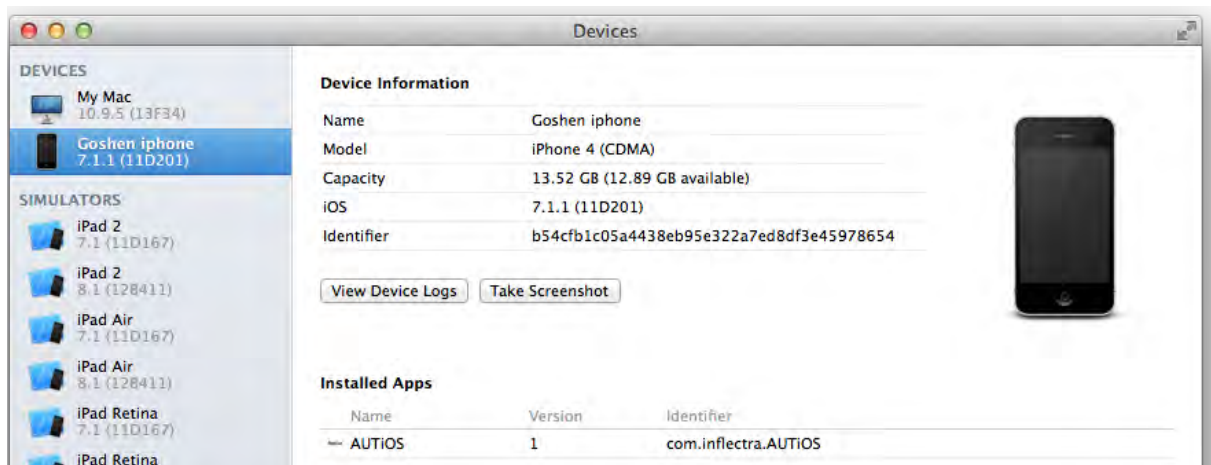 Devices
DEVICES
My Mac
10.9.5 (13F34)
Goshen iphone
7.1.1 (11D201)
SIMULATORS
iPad 2
7.1 (11D167)
iPad 2
8.1 (12B411)
iPad Air
7.1 (11D167)
iPad Air
8.1 (12B411)
iPad Retina
7.1 (11D167)
iPad Retina
Device Information
Name Goshen iphone
Model iPhone 4 (CDMA)
Capacity 13.52 GB (12.89 GB available)
iOS 7.1.1 (11D201)
Identifier b54cfb1c05a4438eb95e322a7ed8df3e45978654
View Device Logs Take Screenshot
Installed Apps
Name Version Identifier
AUTiOS 1 com.inflectra.AUTiOS